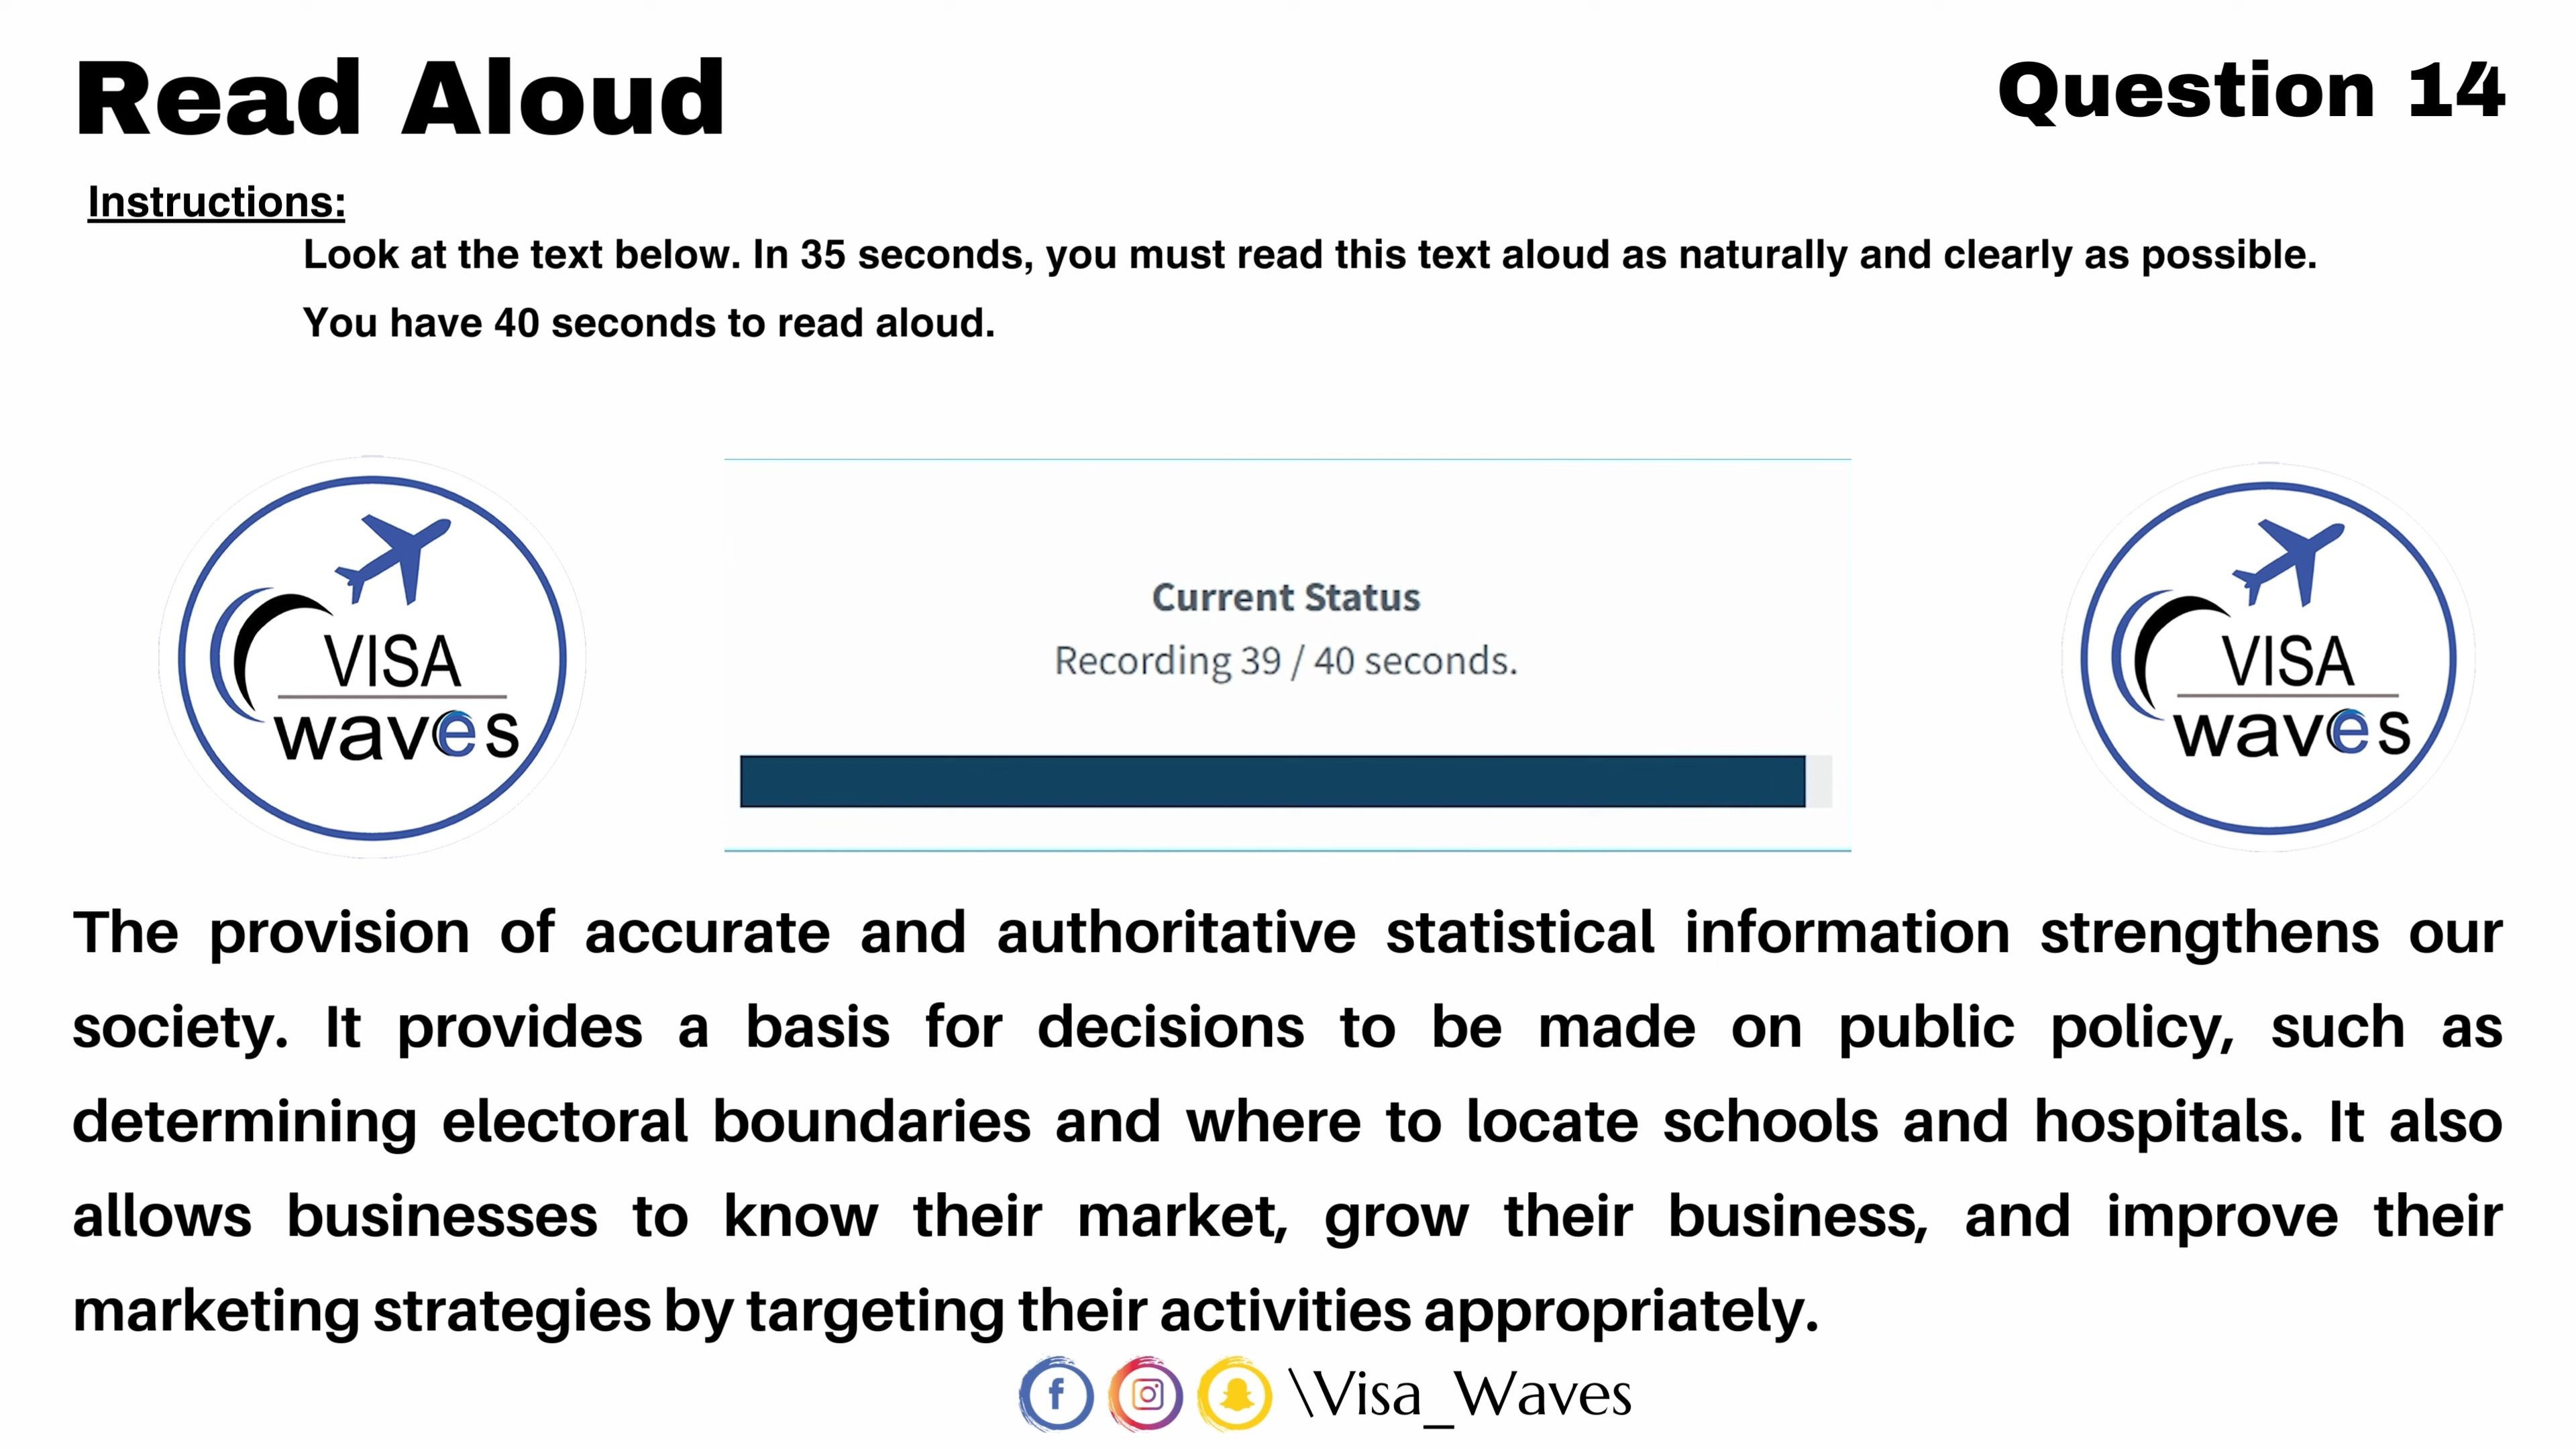 Read Aloud
Question 14
Instructions:
Look at the text below. In 35 seconds, you must read this text aloud as naturally and clearly as possible.
You have 40 seconds to read aloud.
VISA
waves
Current Status
Recording 39 / 40 seconds.
VISA
waves
The provision of accurate and authoritative statistical information strengthens our
society. It provides a basis for decisions to be made on public policy, such as
determining electoral boundaries and where to locate schools and hospitals. It also
allows businesses to know their market, grow their business, and improve their
marketing strategies by targeting their activities appropriately.
\Visa_Waves